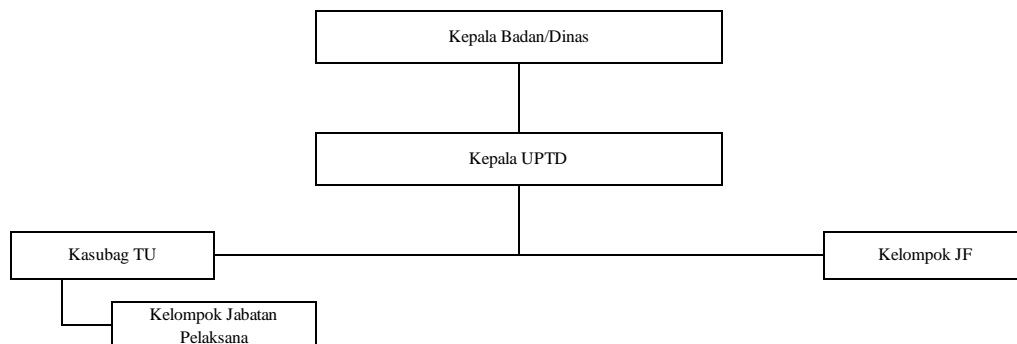 Kepala Badan/Dinas
Kepala UPTD
Kasubag TU
Kelompok JF
Kelompok Jabatan
Pelaksana